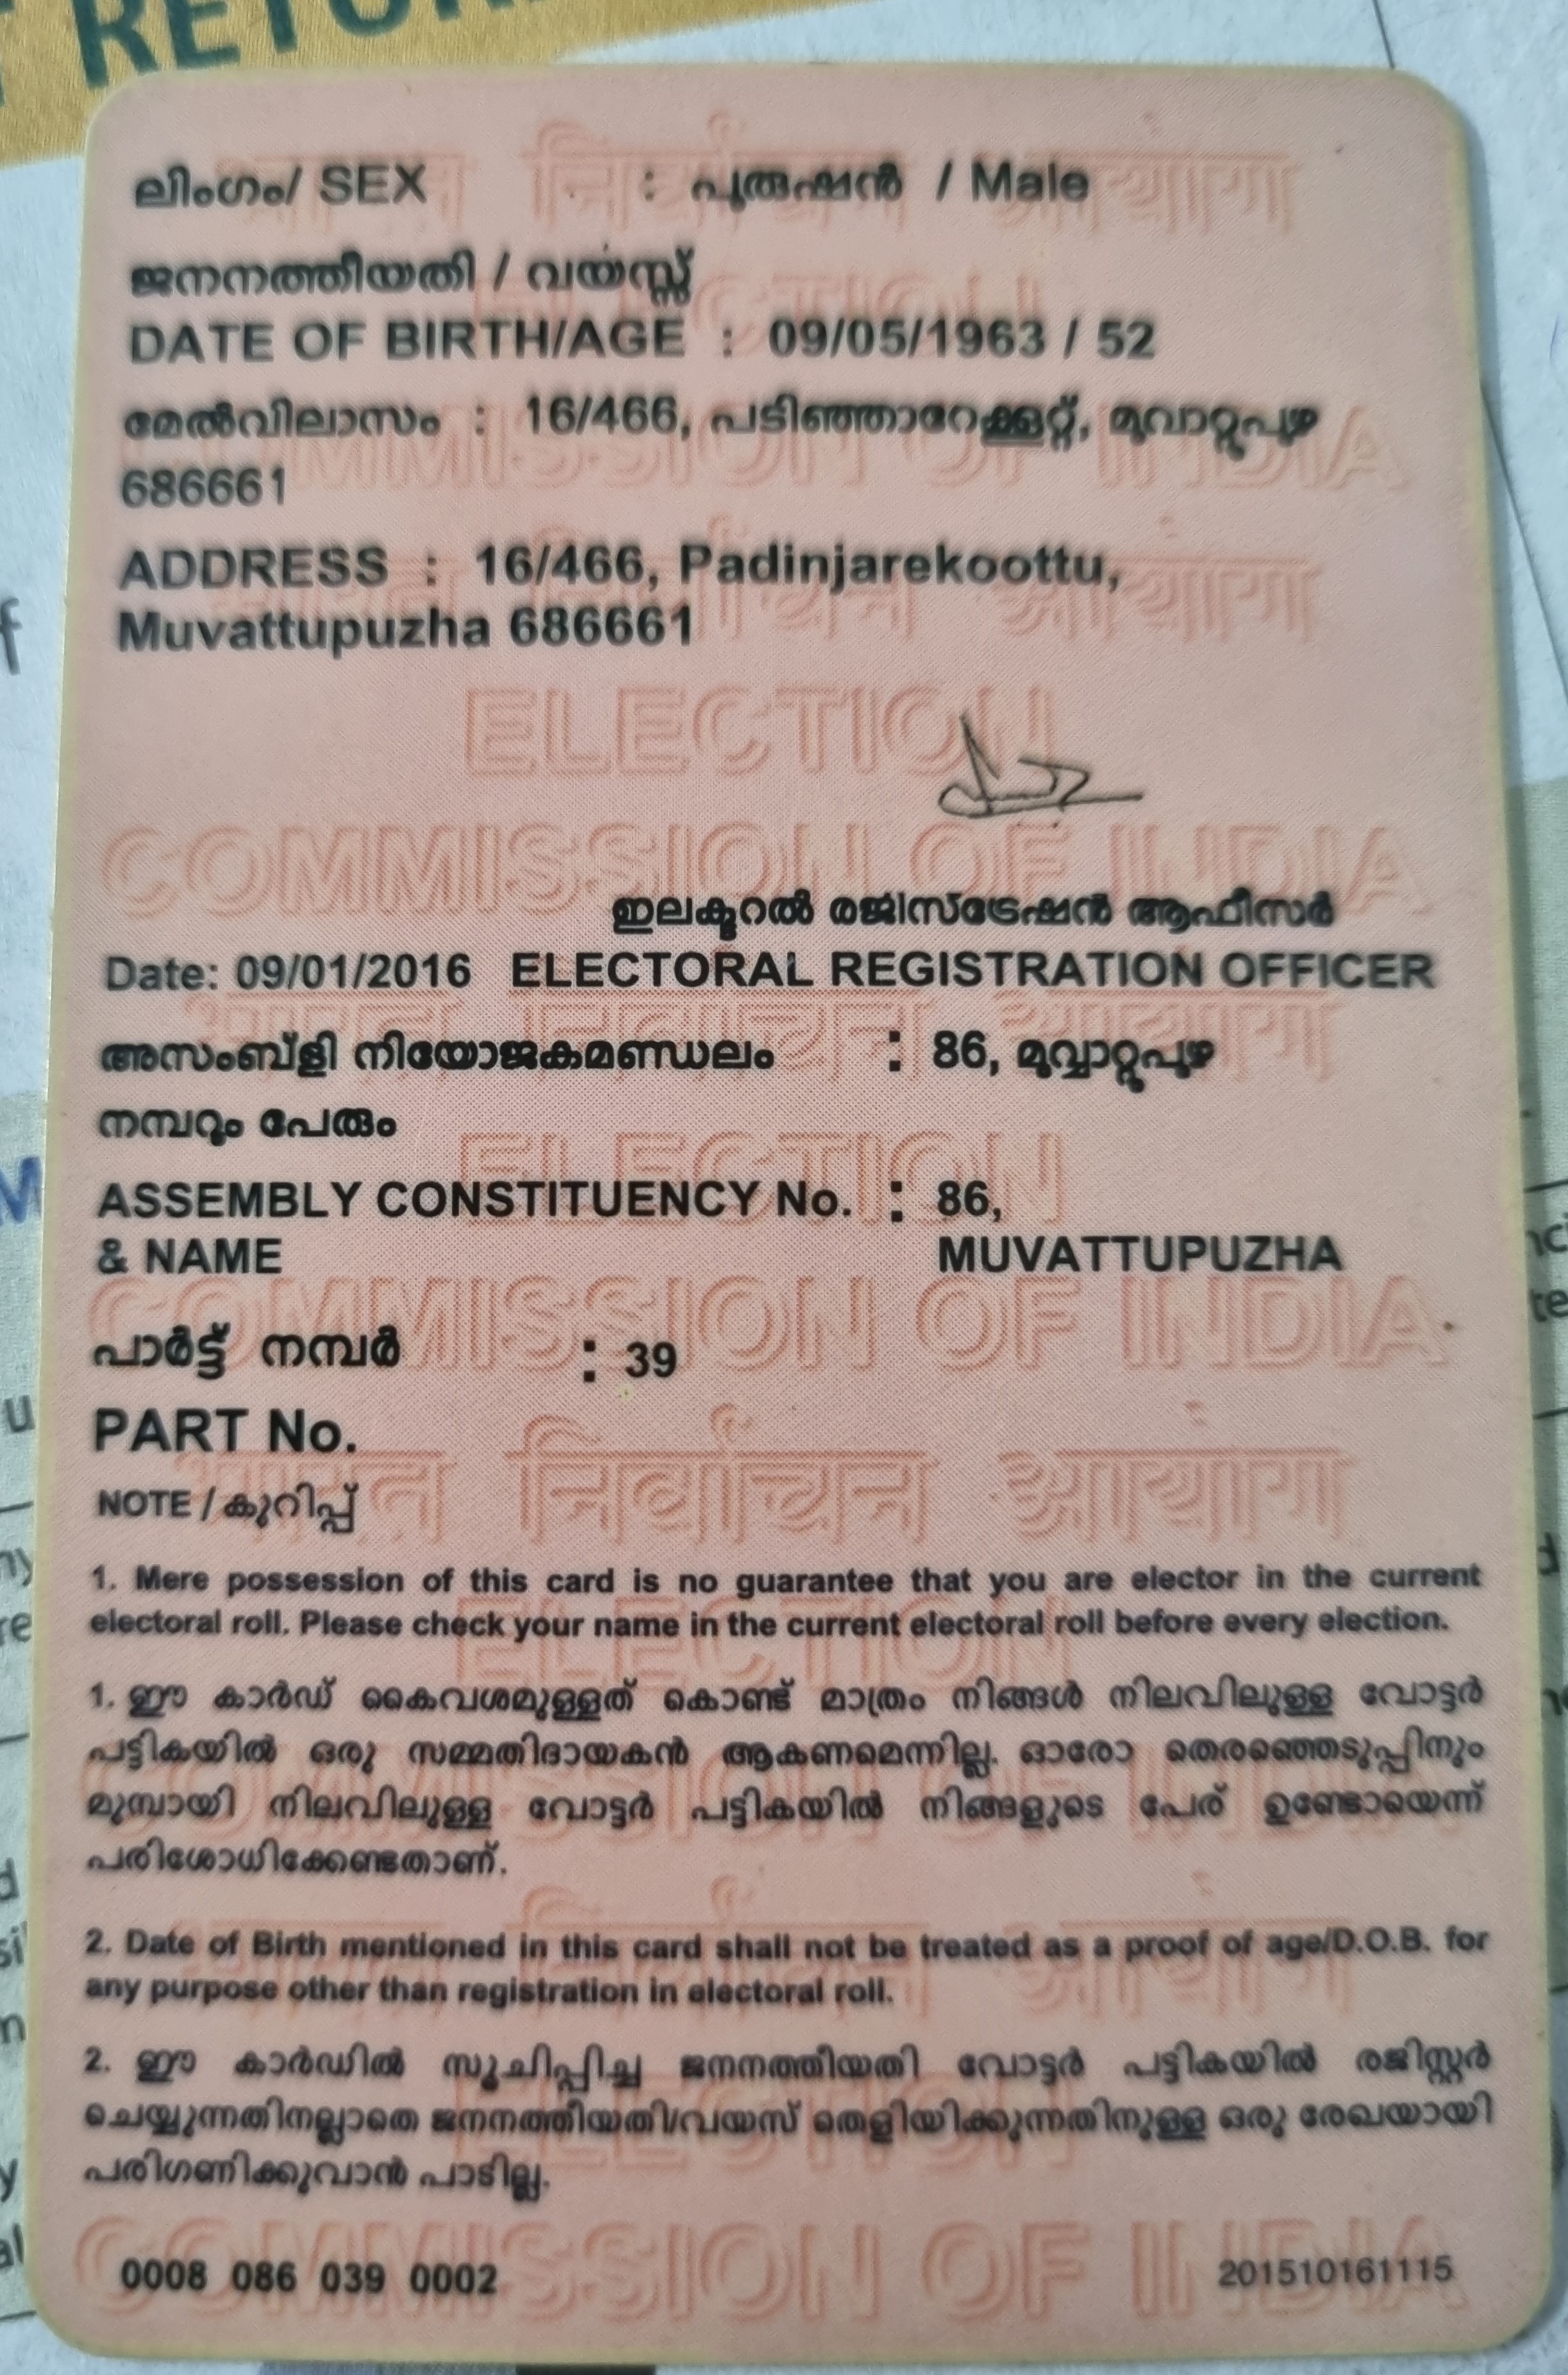 RETUR
ലിംഗം/ SEX : പുരുഷൻ / Male
ജനനത്തീയതി / വയസ്സ്
DATE OF BIRTH/AGE : 09/05/1963 / 52
മേൽവിലാസം : 16/466, പടിഞ്ഞാറേക്കൂറ്റ്, മൂവാറ്റുപുഴ
686661
ADDRESS : 16/466, Padinjarekoottu,
Muvattupuzha 686661
ഇലക്ടറൽ രജിസ്ട്രേഷൻ ആഫീസർ
Date: 09/01/2016 ELECTORAL REGISTRATION OFFICER
അസംബ്ളി നിയോജകമണ്ഡലം : 86, മൂവ്വാറ്റുപുഴ
നമ്പറും പേരും
ASSEMBLY CONSTITUENCY No. : 86,
& NAME MUVATTUPUZHA
പാർട്ട് നമ്പർ : 39
PART No.
NOTE / കുറിപ്പ്
1. Mere possession of this card is no guarantee that you are elector in the current
electoral roll. Please check your name in the current electoral roll before every election.
1. ഈ കാർഡ് കൈവശമുള്ളത് കൊണ്ട് മാത്രം നിങ്ങൾ നിലവിലുള്ള വോട്ടർ
പട്ടികയിൽ ഒരു സമ്മതിദായകൻ ആകണമെന്നില്ല. ഓരോ തെരഞ്ഞെടുപ്പിനും
മുമ്പായി നിലവിലുള്ള വോട്ടർ പട്ടികയിൽ നിങ്ങളുടെ പേര് ഉണ്ടോയെന്ന്
പരിശോധിക്കേണ്ടതാണ്.
2. Date of Birth mentioned in this card shall not be treated as a proof of age/D.O.B. for
any purpose other than registration in electoral roll.
2. ഈ കാർഡിൽ സൂചിപ്പിച്ച ജനനത്തീയതി വോട്ടർ പട്ടികയിൽ രജിസ്റ്റർ
ചെയ്യുന്നതിനല്ലാതെ ജനനത്തീയതി/വയസ് തെളിയിക്കുന്നതിനുള്ള ഒരു രേഖയായി
പരിഗണിക്കുവാൻ പാടില്ല.
0008 086 039 0002 201510161115